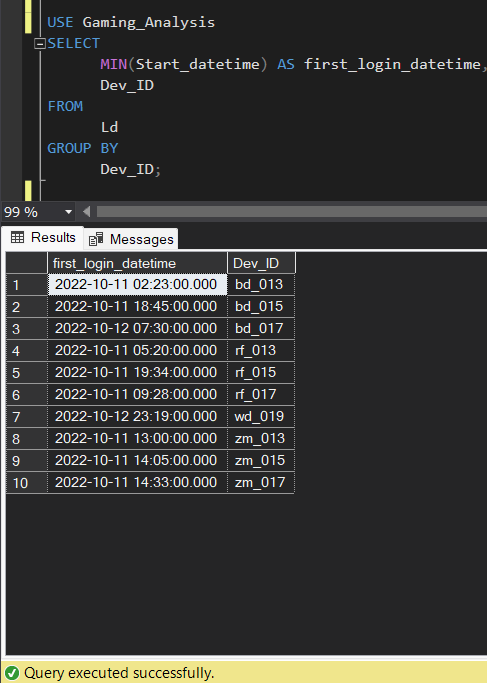 USE Gaming_Analysis
SELECT
MIN(Start_datetime) AS first_login_datetime,
Dev_ID
FROM
Ld
GROUP BY
Dev_ID;
99 %
Results Messages
first_login_datetime Dev_ID
1 2022-10-11 02:23:00.000 bd_013
2 2022-10-11 18:45:00.000 bd_015
3 2022-10-12 07:30:00.000 bd_017
4 2022-10-11 05:20:00.000 rf_013
5 2022-10-11 19:34:00.000 rf_015
6 2022-10-11 09:28:00.000 rf_017
7 2022-10-12 23:19:00.000 wd_019
8 2022-10-11 13:00:00.000 zm_013
9 2022-10-11 14:05:00.000 zm_015
10 2022-10-11 14:33:00.000 zm_017
Query executed successfully.